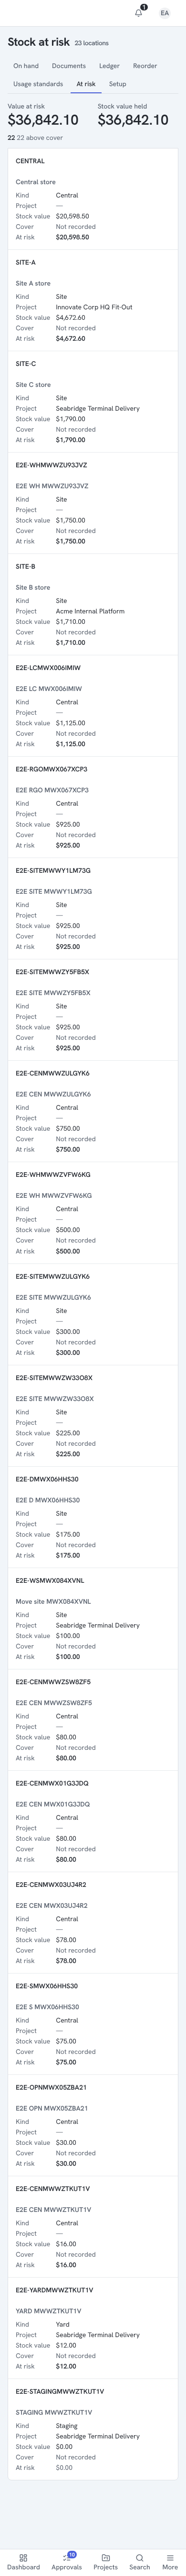 1
EA
Stock at risk 23 locations
On hand Documents Ledger Reorder
Usage standards At risk Setup
Value at risk Stock value held
$36,842.10 $36,842.10
22 22 above cover
CENTRAL
Central store
Kind Central
Project —
Stock value $20,598.50
Cover Not recorded
At risk $20,598.50
SITE-A
Site A store
Kind Site
Project Innovate Corp HQ Fit-Out
Stock value $4,672.60
Cover Not recorded
At risk $4,672.60
SITE-C
Site C store
Kind Site
Project Seabridge Terminal Delivery
Stock value $1,790.00
Cover Not recorded
At risk $1,790.00
E2E-WHMWWZU93JVZ
E2E WH MWWZU93JVZ
Kind Site
Project —
Stock value $1,750.00
Cover Not recorded
At risk $1,750.00
SITE-B
Site B store
Kind Site
Project Acme Internal Platform
Stock value $1,710.00
Cover Not recorded
At risk $1,710.00
E2E-LCMWX006IMIW
E2E LC MWX006IMIW
Kind Central
Project —
Stock value $1,125.00
Cover Not recorded
At risk $1,125.00
E2E-RGOMWX067XCP3
E2E RGO MWX067XCP3
Kind Central
Project —
Stock value $925.00
Cover Not recorded
At risk $925.00
E2E-SITEMWWY1LM73G
E2E SITE MWWY1LM73G
Kind Site
Project —
Stock value $925.00
Cover Not recorded
At risk $925.00
E2E-SITEMWWZY5FB5X
E2E SITE MWWZY5FB5X
Kind Site
Project —
Stock value $925.00
Cover Not recorded
At risk $925.00
E2E-CENMWWZULGYK6
E2E CEN MWWZULGYK6
Kind Central
Project —
Stock value $750.00
Cover Not recorded
At risk $750.00
E2E-WHMWWZVFW6KG
E2E WH MWWZVFW6KG
Kind Central
Project —
Stock value $500.00
Cover Not recorded
At risk $500.00
E2E-SITEMWWZULGYK6
E2E SITE MWWZULGYK6
Kind Site
Project —
Stock value $300.00
Cover Not recorded
At risk $300.00
E2E-SITEMWWZW33O8X
E2E SITE MWWZW33O8X
Kind Site
Project —
Stock value $225.00
Cover Not recorded
At risk $225.00
E2E-DMWX06HHS30
E2E D MWX06HHS30
Kind Site
Project —
Stock value $175.00
Cover Not recorded
At risk $175.00
E2E-WSMWX084XVNL
Move site MWX084XVNL
Kind Site
Project Seabridge Terminal Delivery
Stock value $100.00
Cover Not recorded
At risk $100.00
E2E-CENMWWZSW8ZF5
E2E CEN MWWZSW8ZF5
Kind Central
Project —
Stock value $80.00
Cover Not recorded
At risk $80.00
E2E-CENMWX01G3JDQ
E2E CEN MWX01G3JDQ
Kind Central
Project —
Stock value $80.00
Cover Not recorded
At risk $80.00
E2E-CENMWX03UJ4R2
E2E CEN MWX03UJ4R2
Kind Central
Project —
Stock value $78.00
Cover Not recorded
At risk $78.00
E2E-SMWX06HHS30
E2E S MWX06HHS30
Kind Central
Project —
Stock value $75.00
Cover Not recorded
At risk $75.00
E2E-OPNMWX05ZBA21
E2E OPN MWX05ZBA21
Kind Central
Project —
Stock value $30.00
Cover Not recorded
At risk $30.00
E2E-CENMWWZTKUT1V
E2E CEN MWWZTKUT1V
Kind Central
Project —
Stock value $16.00
Cover Not recorded
At risk $16.00
E2E-YARDMWWZTKUT1V
YARD MWWZTKUT1V
Kind Yard
Project Seabridge Terminal Delivery
Stock value $12.00
Cover Not recorded
At risk $12.00
E2E-STAGINGMWWZTKUT1V
STAGING MWWZTKUT1V
Kind Staging
Project Seabridge Terminal Delivery
Stock value $0.00
Cover Not recorded
At risk $0.00
10
Dashboard Approvals Projects Search More